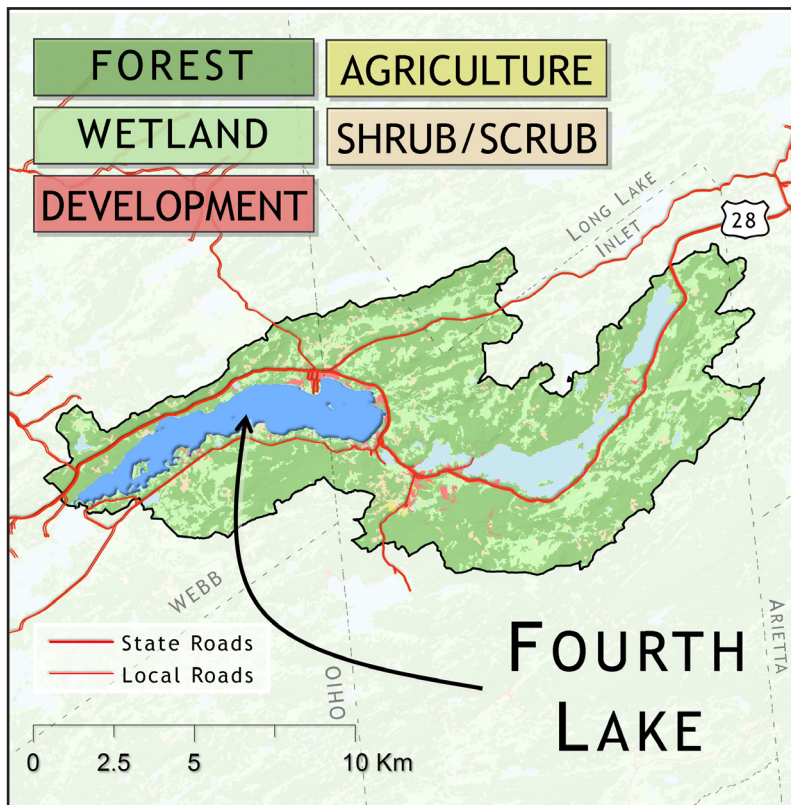 FOREST
AGRICULTURE
WETLAND
SHRUB/SCRUB
DEVELOPMENT
LONG LAKE
INLET
28
WEBB
OHIO
ARIETTA
State Roads
Local Roads
FOURTH
LAKE
0 2.5 5 10 Km